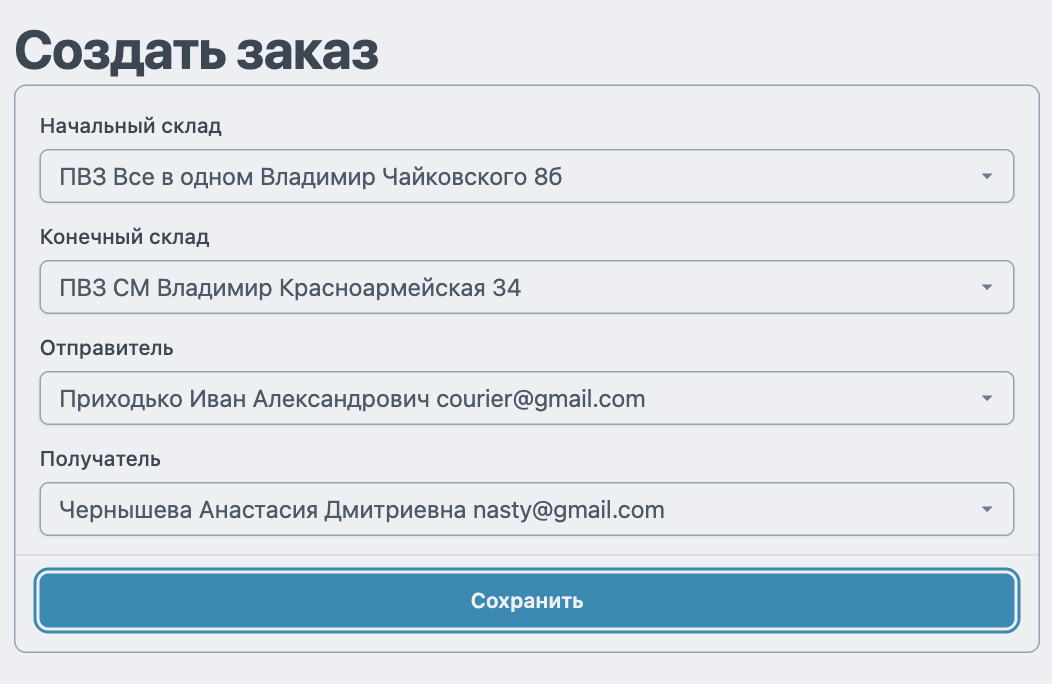 Создать заказ
Начальный склад
ПВЗ Все в одном Владимир Чайковского 8б
Конечный склад
ПВЗ СМ Владимир Красноармейская 34
Отправитель
Приходько Иван Александрович courier@gmail.com
Получатель
Чернышева Анастасия Дмитриевна nasty@gmail.com
Сохранить